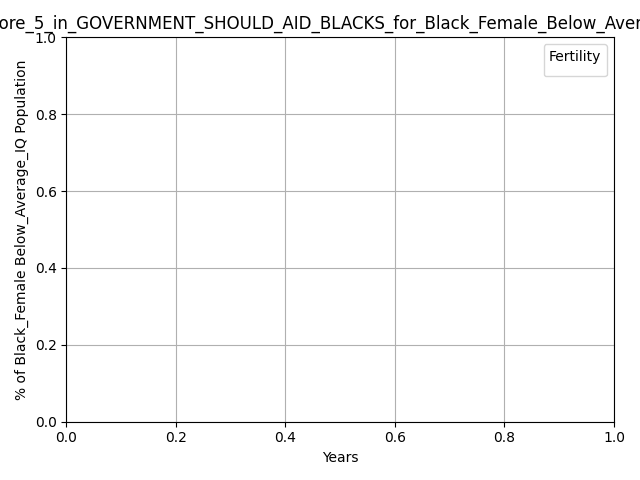 ore_5_in_GOVERNMENT_SHOULD_AID_BLACKS_for_Black_Female_Below_Aver
Fertility
% of Black_Female Below_Average_IQ Population
1.0
0.8
0.6
0.4
0.2
0.0
0.0 0.2 0.4 0.6 0.8 1.0
Years